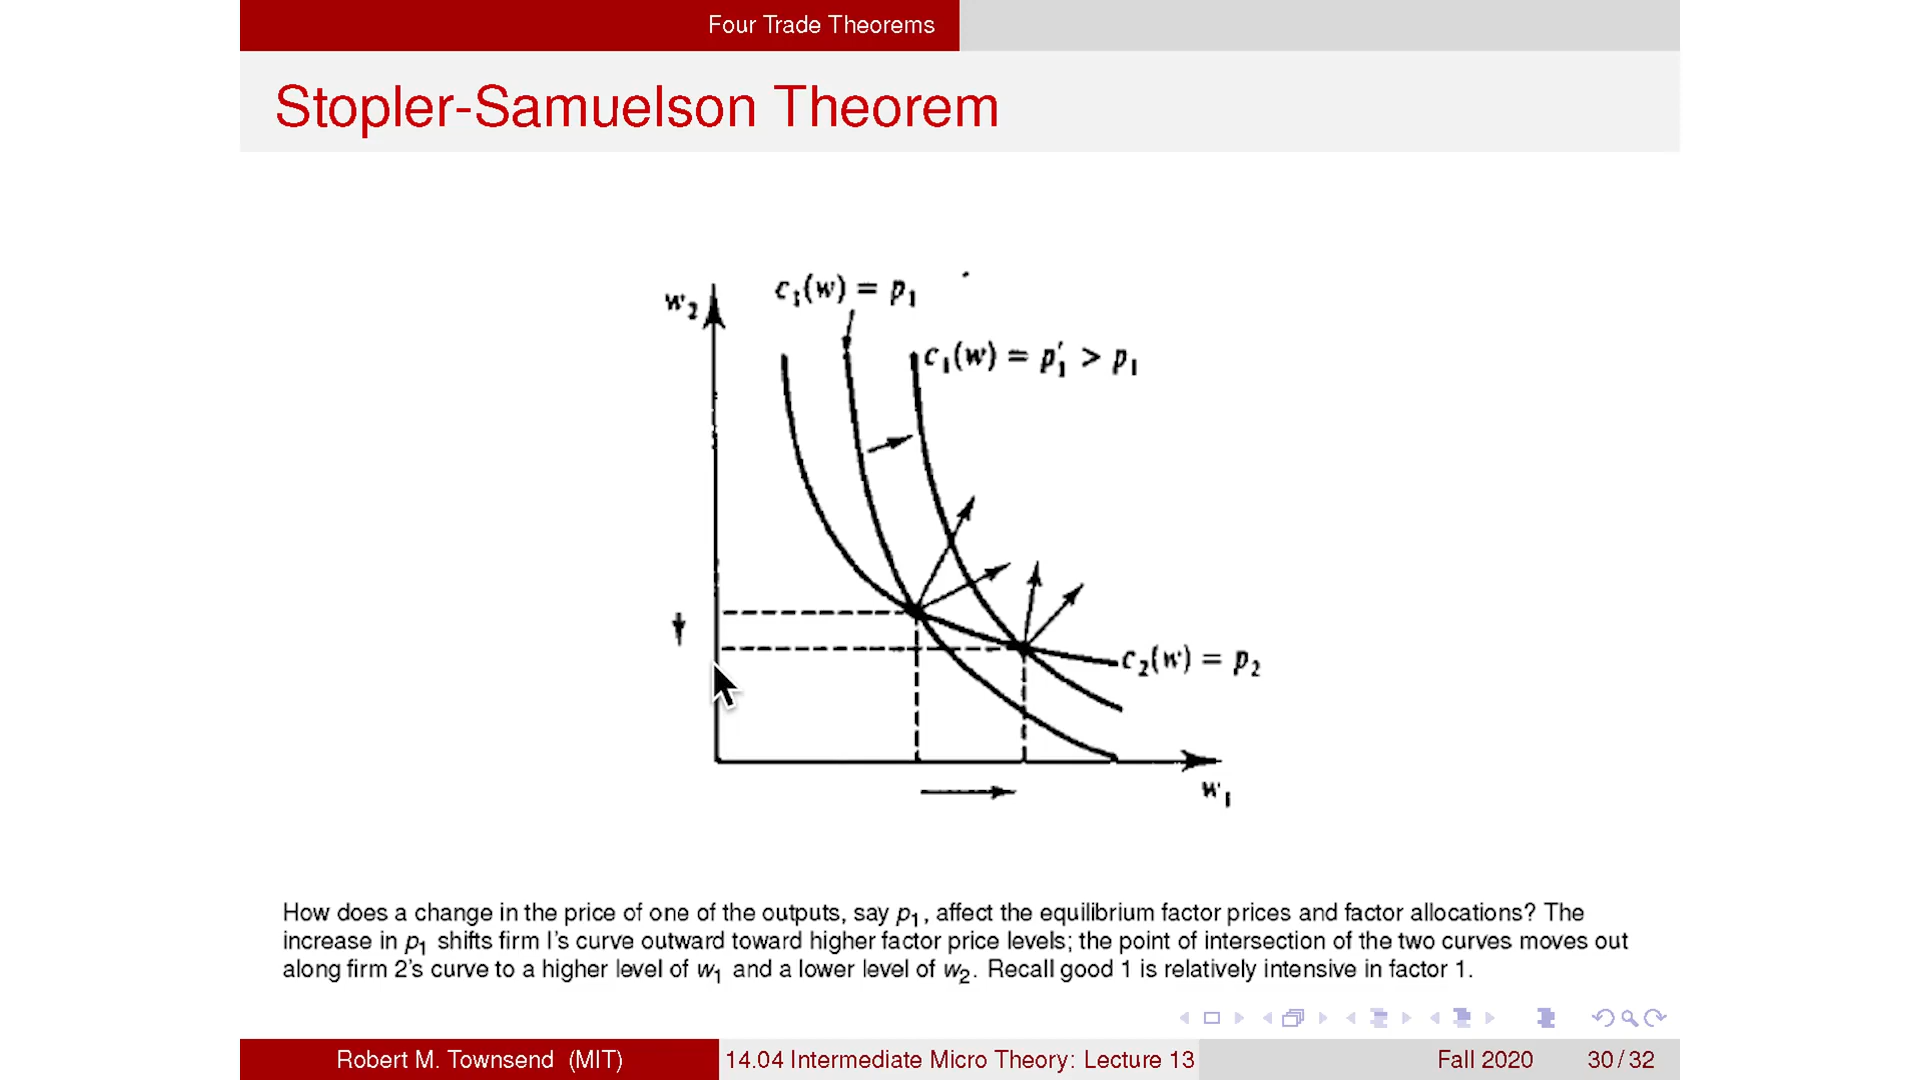 Four Trade Theorems
Stopler-Samuelson Theorem
w₂
c₁(w) = p₁
c₁(w) = p₁′ > p₁
c₂(w) = p₂
w₁
How does a change in the price of one of the outputs, say p₁, affect the equilibrium factor prices and factor allocations? The
increase in p₁ shifts firm I's curve outward toward higher factor price levels; the point of intersection of the two curves moves out
along firm 2's curve to a higher level of w₁ and a lower level of w₂. Recall good 1 is relatively intensive in factor 1.
Robert M. Townsend (MIT)
14.04 Intermediate Micro Theory: Lecture 13
Fall 2020
30 / 32